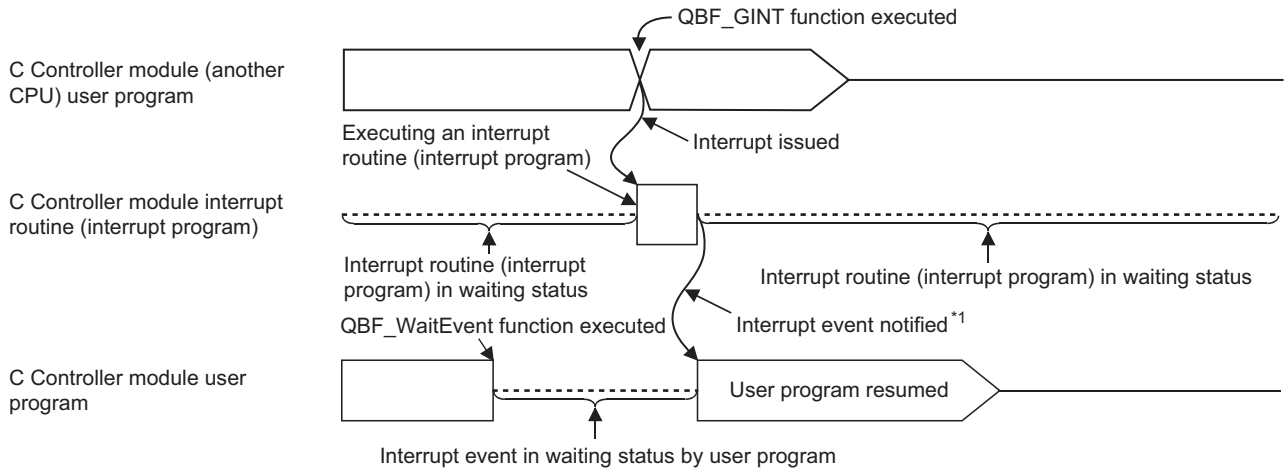 QBF_GINT function executed
C Controller module (another
CPU) user program
Executing an interrupt
routine (interrupt program)
Interrupt issued
C Controller module interrupt
routine (interrupt program)
Interrupt routine (interrupt
program) in waiting status
Interrupt routine (interrupt program) in waiting status
QBF_WaitEvent function executed
Interrupt event notified *1
C Controller module user
program
User program resumed
Interrupt event in waiting status by user program